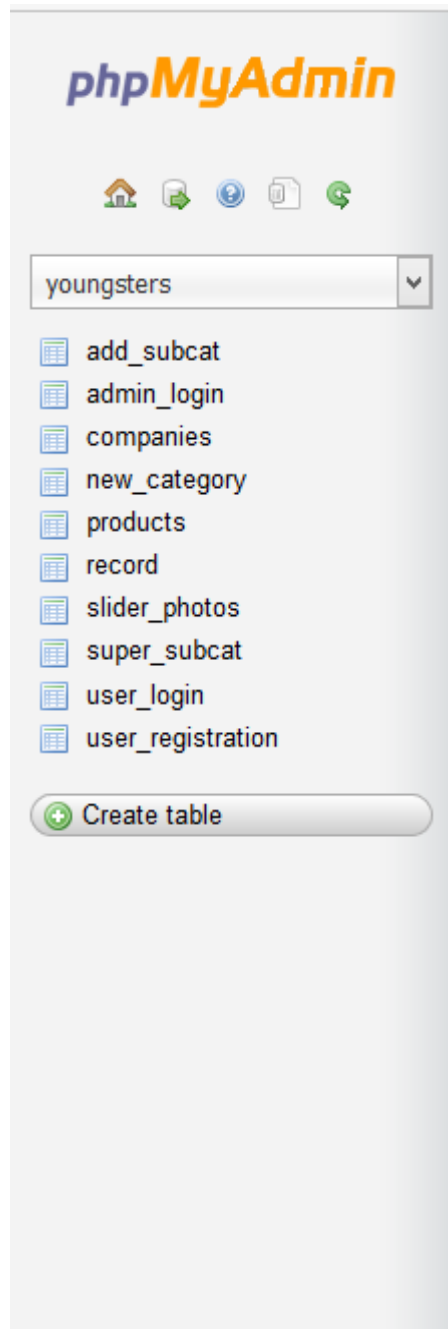 phpMyAdmin
youngsters
add_subcat
admin_login
companies
new_category
products
record
slider_photos
super_subcat
user_login
user_registration
Create table